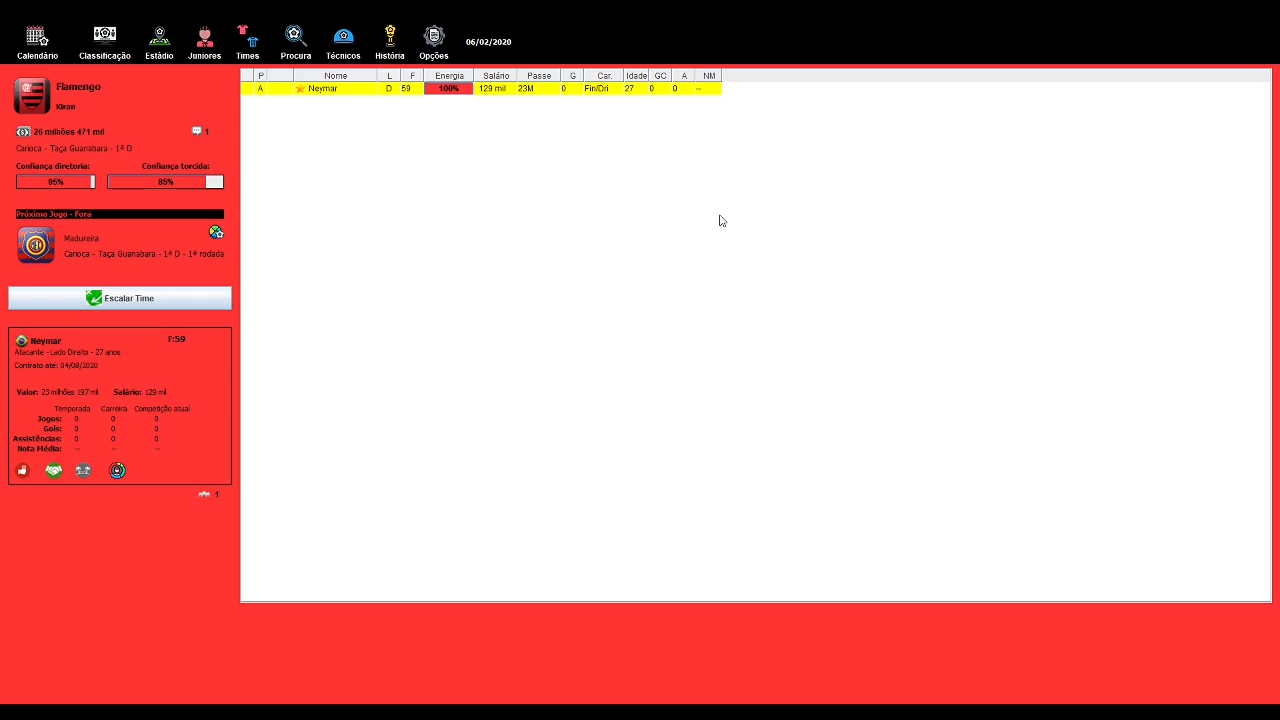 Calendário Classificação Estádio Juniores Times Procura Técnicos História Opções 06/02/2020
Flamengo
Kivan
26 milhões 471 mil 1
Carioca - Taça Guanabara - 1ª D
Confiança diretoria: Confiança torcida:
95% 85%
Próximo Jogo - Fora
Madureira
Carioca - Taça Guanabara - 1ª D - 1ª rodada
Escalar Time
Neymar F:59
Atacante - Lado Direito - 27 anos
Contrato até: 04/08/2020
Valor: 23 milhões 197 mil Salário: 129 mil
Temporada Carreira Competição atual
Jogos: 0 0 0
Gols: 0 0 0
Assistências: 0 0 0
Nota Média: -- -- --
1
P Nome L F Energia Salário Passe G Car. Idade GC A NM
A Neymar D 59 100% 129 mil 23M 0 Fin/Dri 27 0 0 --